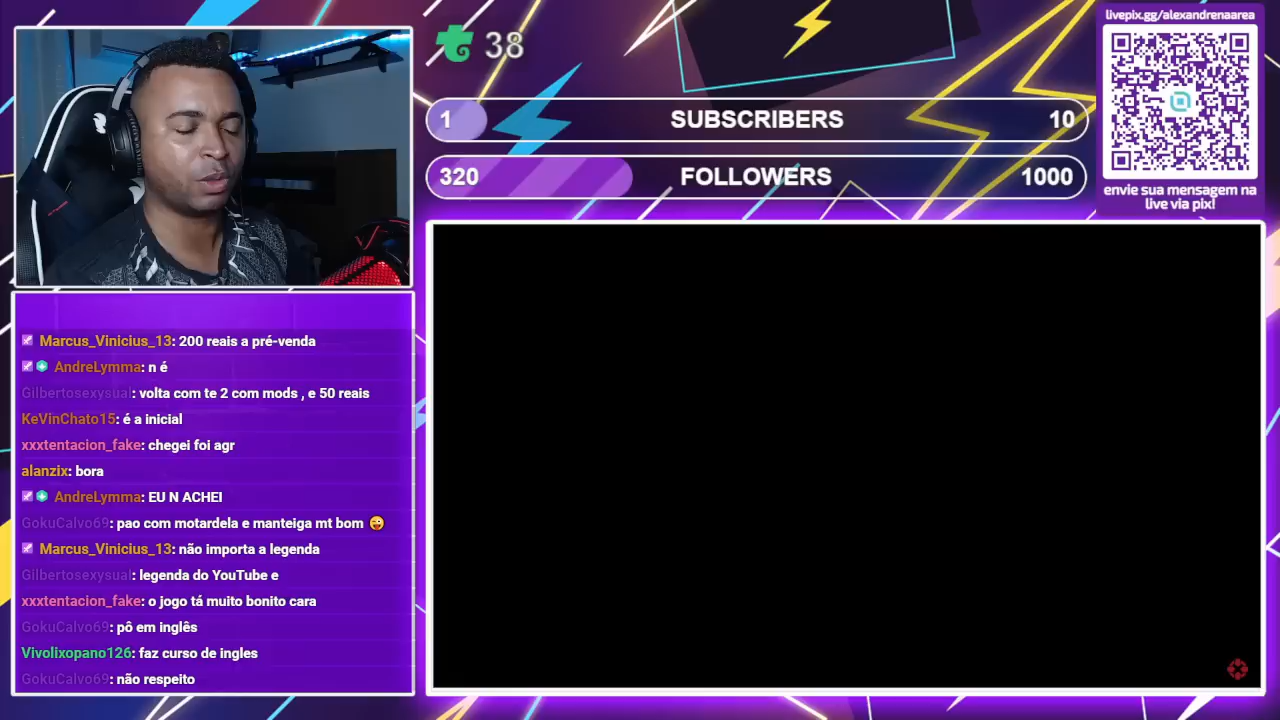 livepix.gg/alexandrenaarea
38
1 SUBSCRIBERS 10
320 FOLLOWERS 1000
envie sua mensagem na
live via pix!
Marcus_Vinicius_13: 200 reais a pré-venda
AndreLymma: n é
Gilbertosexysual: volta com te 2 com mods , e 50 reais
KeVinChato15: é a inicial
xxxtentacion_fake: chegei foi agr
alanzix: bora
AndreLymma: EU N ACHEI
GokuCalvo69: pao com motardela e manteiga mt bom 😜
Marcus_Vinicius_13: não importa a legenda
Gilbertosexysual: legenda do YouTube e
xxxtentacion_fake: o jogo tá muito bonito cara
GokuCalvo69: pô em inglês
Vivolixopano126: faz curso de ingles
GokuCalvo69: não respeito